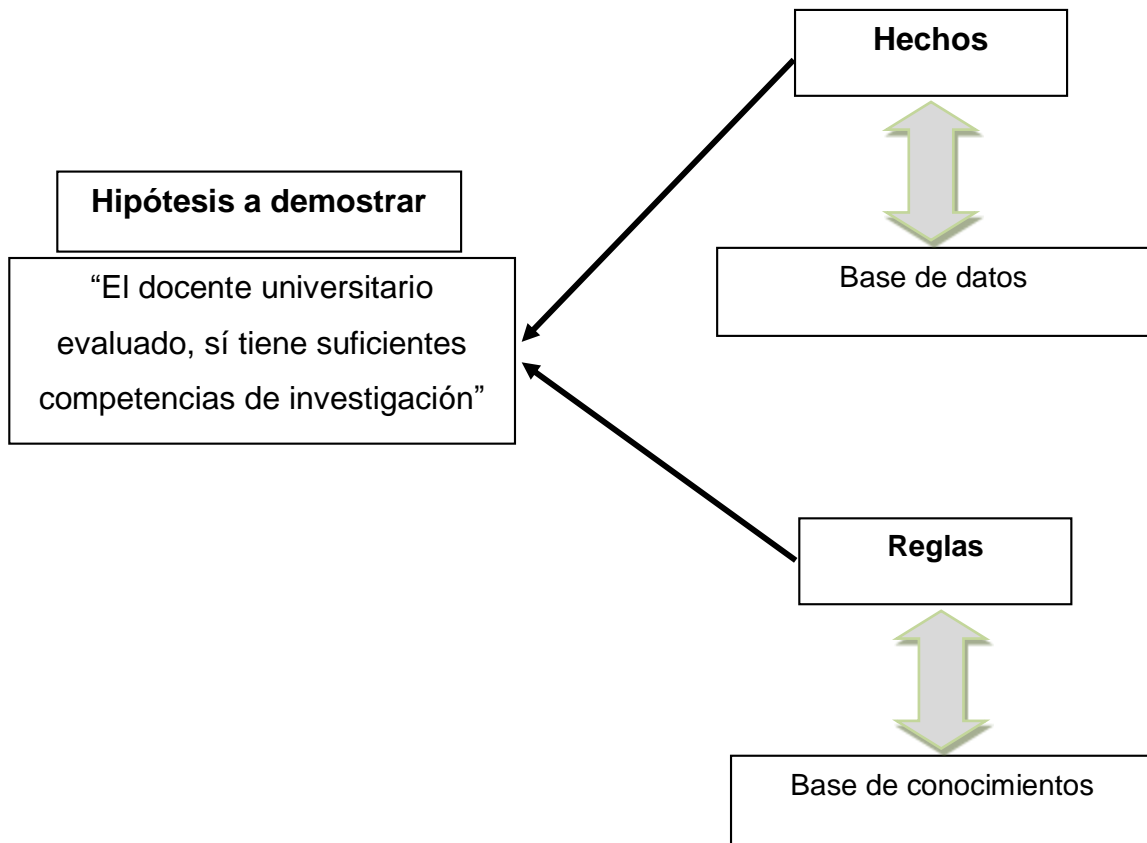 Hechos
Hipótesis a demostrar
“El docente universitario
evaluado, sí tiene suficientes
competencias de investigación”
Base de datos
Reglas
Base de conocimientos